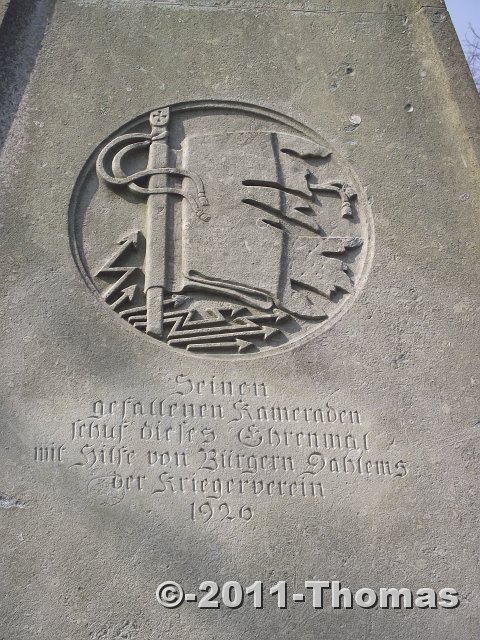 Seinen
gefallenen Kameraden
schuf dieses Ehrenmal
mit Hilfe von Bürgern Dahlems
der Kriegerverein
1926
©-2011-Thomas